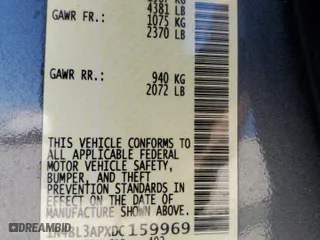 4381 LB
GAWR FR.: 1075 KG
2370 LB
GAWR RR.: 940 KG
2072 LB
THIS VEHICLE CONFORMS TO
ALL APPLICABLE FEDERAL
MOTOR VEHICLE SAFETY,
BUMPER, AND THEFT
PREVENTION STANDARDS IN
EFFECT ON THE DATE OF
MANUFACTURE SHOWN ABOVE.
1N4BL3APXDC159969
iDREAMBID